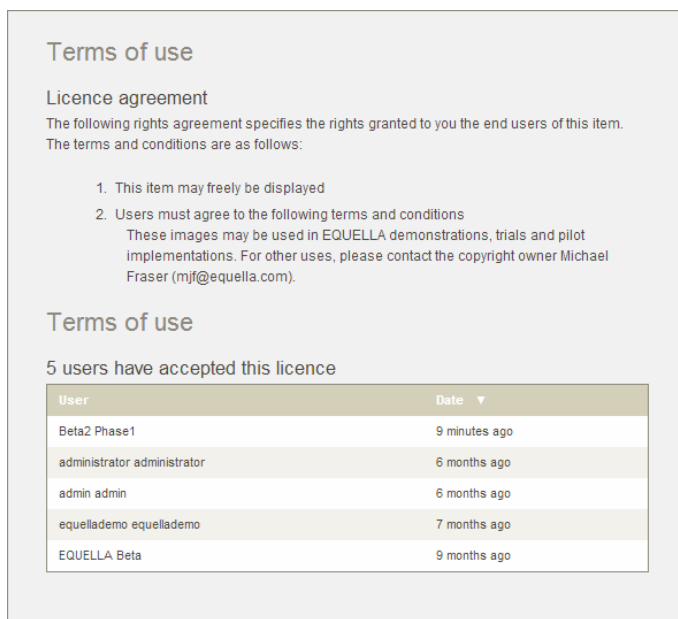 Terms of use
Licence agreement
The following rights agreement specifies the rights granted to you the end users of this item.
The terms and conditions are as follows:
1. This item may freely be displayed
2. Users must agree to the following terms and conditions
These images may be used in EQUELLA demonstrations, trials and pilot
implementations. For other uses, please contact the copyright owner Michael
Fraser (mjf@equella.com).
Terms of use
5 users have accepted this licence
User Date ▼
Beta2 Phase1 9 minutes ago
administrator administrator 6 months ago
admin admin 6 months ago
equellademo equellademo 7 months ago
EQUELLA Beta 9 months ago